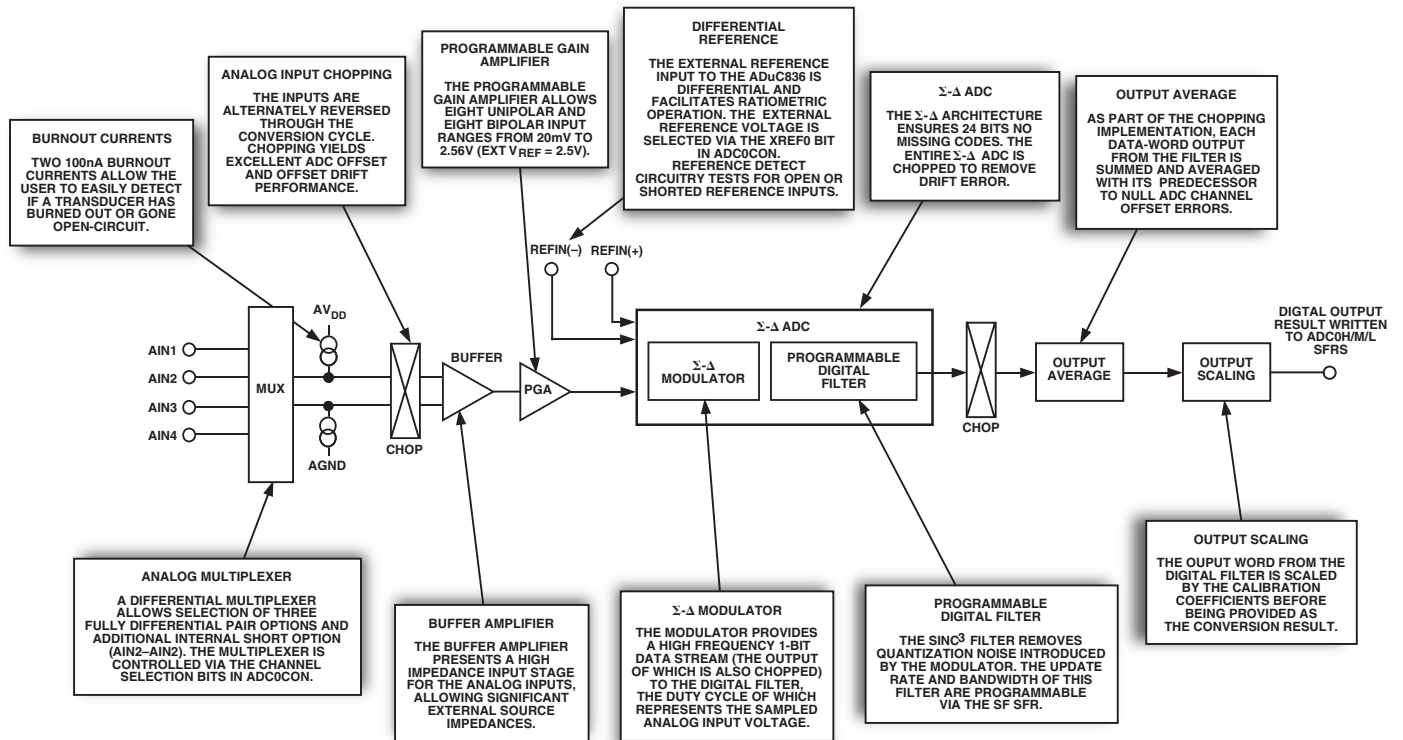 ANALOG INPUT CHOPPING
THE INPUTS ARE
ALTERNATELY REVERSED
THROUGH THE
CONVERSION CYCLE.
CHOPPING YIELDS
EXCELLENT ADC OFFSET
AND OFFSET DRIFT
PERFORMANCE.
PROGRAMMABLE GAIN
AMPLIFIER
THE PROGRAMMABLE
GAIN AMPLIFIER ALLOWS
EIGHT UNIPOLAR AND
EIGHT BIPOLAR INPUT
RANGES FROM 20mV TO
2.56V (EXT VREF = 2.5V).
DIFFERENTIAL
REFERENCE
THE EXTERNAL REFERENCE
INPUT TO THE ADuC836 IS
DIFFERENTIAL AND
FACILITATES RATIOMETRIC
OPERATION. THE EXTERNAL
REFERENCE VOLTAGE IS
SELECTED VIA THE XREF0 BIT
IN ADC0CON.
REFERENCE DETECT
CIRCUITRY TESTS FOR OPEN OR
SHORTED REFERENCE INPUTS.
Σ-Δ ADC
THE Σ-Δ ARCHITECTURE
ENSURES 24 BITS NO
MISSING CODES. THE
ENTIRE Σ-Δ ADC IS
CHOPPED TO REMOVE
DRIFT ERROR.
OUTPUT AVERAGE
AS PART OF THE CHOPPING
IMPLEMENTATION, EACH
DATA-WORD OUTPUT
FROM THE FILTER IS
SUMMED AND AVERAGED
WITH ITS PREDECESSOR
TO NULL ADC CHANNEL
OFFSET ERRORS.
BURNOUT CURRENTS
TWO 100nA BURNOUT
CURRENTS ALLOW THE
USER TO EASILY DETECT
IF A TRANSDUCER HAS
BURNED OUT OR GONE
OPEN-CIRCUIT.
REFIN(–) REFIN(+)
AVDD
AIN1
AIN2
AIN3
AIN4
MUX
AGND
CHOP
BUFFER
PGA
Σ-Δ ADC
Σ-Δ
MODULATOR
PROGRAMMABLE
DIGITAL
FILTER
CHOP
OUTPUT
AVERAGE
OUTPUT
SCALING
DIGTAL OUTPUT
RESULT WRITTEN
TO ADC0H/M/L
SFRS
ANALOG MULTIPLEXER
A DIFFERENTIAL MULTIPLEXER
ALLOWS SELECTION OF THREE
FULLY DIFFERENTIAL PAIR OPTIONS AND
ADDITIONAL INTERNAL SHORT OPTION
(AIN2–AIN2). THE MULTIPLEXER IS
CONTROLLED VIA THE CHANNEL
SELECTION BITS IN ADC0CON.
BUFFER AMPLIFIER
THE BUFFER AMPLIFIER
PRESENTS A HIGH
IMPEDANCE INPUT STAGE
FOR THE ANALOG INPUTS,
ALLOWING SIGNIFICANT
EXTERNAL SOURCE
IMPEDANCES.
Σ-Δ MODULATOR
THE MODULATOR PROVIDES
A HIGH FREQUENCY 1-BIT
DATA STREAM (THE OUTPUT
OF WHICH IS ALSO CHOPPED)
TO THE DIGITAL FILTER,
THE DUTY CYCLE OF WHICH
REPRESENTS THE SAMPLED
ANALOG INPUT VOLTAGE.
PROGRAMMABLE
DIGITAL FILTER
THE SINC3 FILTER REMOVES
QUANTIZATION NOISE INTRODUCED
BY THE MODULATOR. THE UPDATE
RATE AND BANDWIDTH OF THIS
FILTER ARE PROGRAMMABLE
VIA THE SF SFR.
OUTPUT SCALING
THE OUPUT WORD FROM THE
DIGITAL FILTER IS SCALED
BY THE CALIBRATION
COEFFICIENTS BEFORE
BEING PROVIDED AS
THE CONVERSION RESULT.